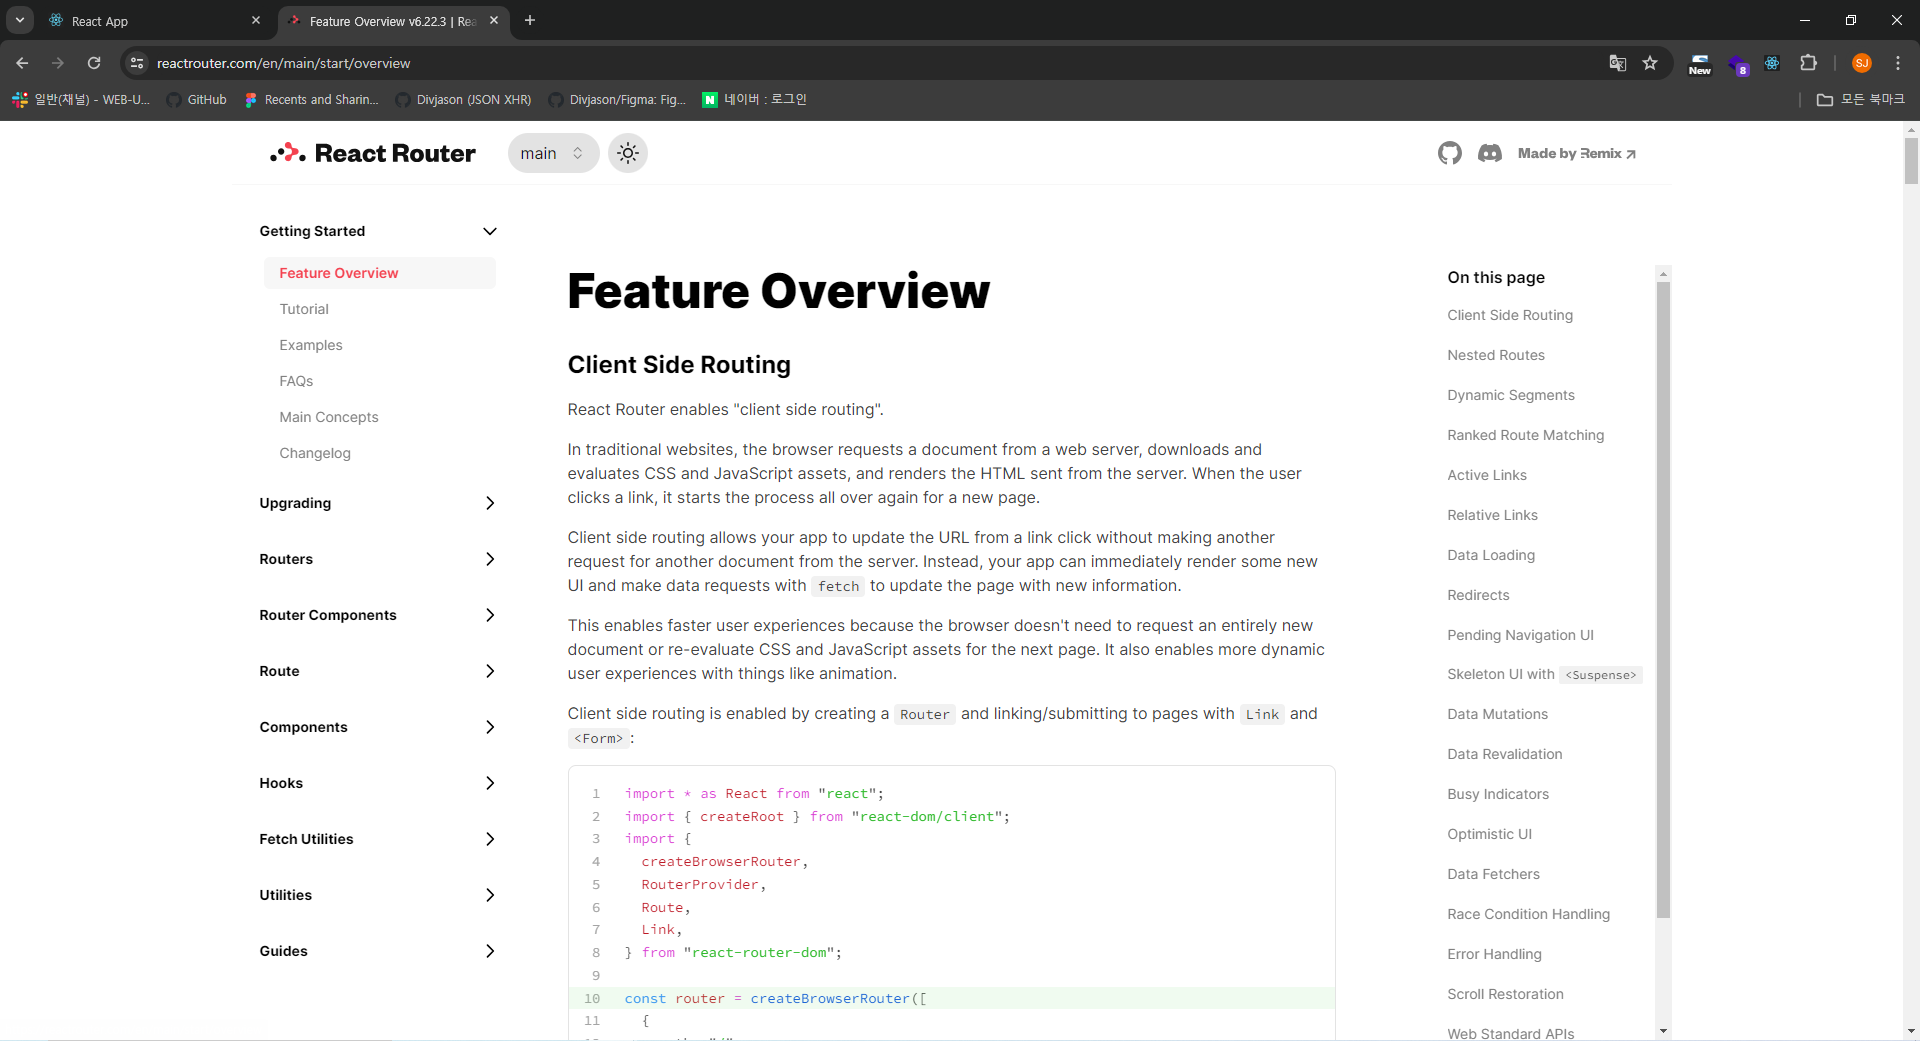 React App
Feature Overview v6.22.3 | Rea
reactrouter.com/en/main/start/overview
New
8
SJ
일반(채널) - WEB-U...
GitHub
Recents and Sharin...
Divjason (JSON XHR)
Divjason/Figma: Fig...
N
네이버 : 로그인
모든 북마크
React Router
main
Made by Remix
Getting Started
Feature Overview
Tutorial
Examples
FAQs
Main Concepts
Changelog
Upgrading
Routers
Router Components
Route
Components
Hooks
Fetch Utilities
Utilities
Guides
Feature Overview
Client Side Routing
React Router enables "client side routing".
In traditional websites, the browser requests a document from a web server, downloads and
evaluates CSS and JavaScript assets, and renders the HTML sent from the server. When the user
clicks a link, it starts the process all over again for a new page.
Client side routing allows your app to update the URL from a link click without making another
request for another document from the server. Instead, your app can immediately render some new
UI and make data requests with fetch to update the page with new information.
This enables faster user experiences because the browser doesn't need to request an entirely new
document or re-evaluate CSS and JavaScript assets for the next page. It also enables more dynamic
user experiences with things like animation.
Client side routing is enabled by creating a Router and linking/submitting to pages with Link and
<Form> :
1 import * as React from "react";
2 import { createRoot } from "react-dom/client";
3 import {
4 createBrowserRouter,
5 RouterProvider,
6 Route,
7 Link,
8 } from "react-router-dom";
9
10 const router = createBrowserRouter([
11 {
On this page
Client Side Routing
Nested Routes
Dynamic Segments
Ranked Route Matching
Active Links
Relative Links
Data Loading
Redirects
Pending Navigation UI
Skeleton UI with <Suspense>
Data Mutations
Data Revalidation
Busy Indicators
Optimistic UI
Data Fetchers
Race Condition Handling
Error Handling
Scroll Restoration
Web Standard APIs